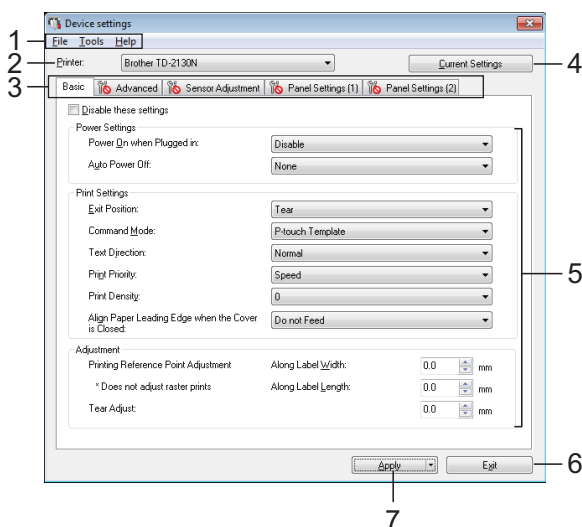 Device settings
1 File Tools Help
2 Printer: Brother TD-2130N Current Settings 4
3 Basic Advanced Sensor Adjustment Panel Settings (1) Panel Settings (2)
Disable these settings
Power Settings
Power On when Plugged in: Disable
Auto Power Off: None
Print Settings
Exit Position: Tear
Command Mode: P-touch Template
Text Direction: Normal
Print Priority: Speed
5
Print Density: 0
Align Paper Leading Edge when the Cover
is Closed: Do not Feed
Adjustment
Printing Reference Point Adjustment Along Label Width: 0.0 mm
* Does not adjust raster prints Along Label Length: 0.0 mm
Tear Adjust: 0.0 mm
Apply Exit 6
7